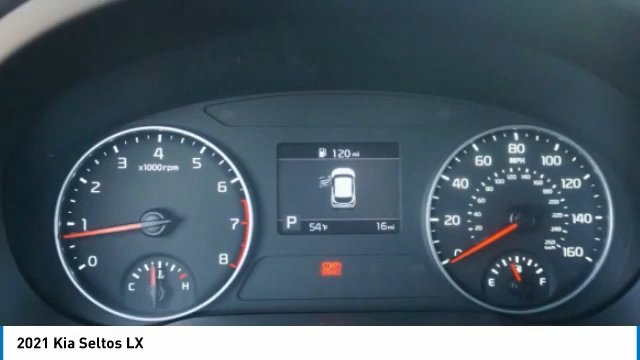 4
3 5
x1000rpm
2 6
1 7
0 8
C H
120 mi
P 54°F 16 mi
80
60 MPH 100
40 120
20 140
0 160
E F
2021 Kia Seltos LX